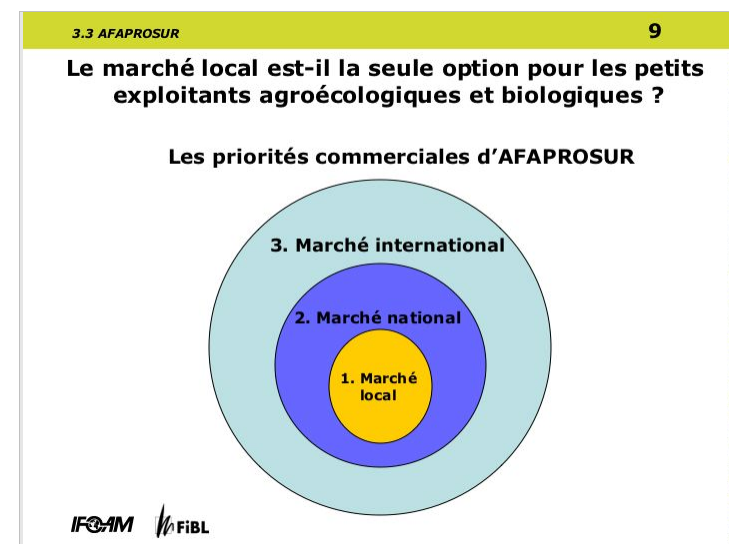 3.3 AFAPROSUR
9
Le marché local est-il la seule option pour les petits
exploitants agroécologiques et biologiques ?
Les priorités commerciales d’AFAPROSUR
3. Marché international
2. Marché national
1. Marché
local
IFOAM
FiBL